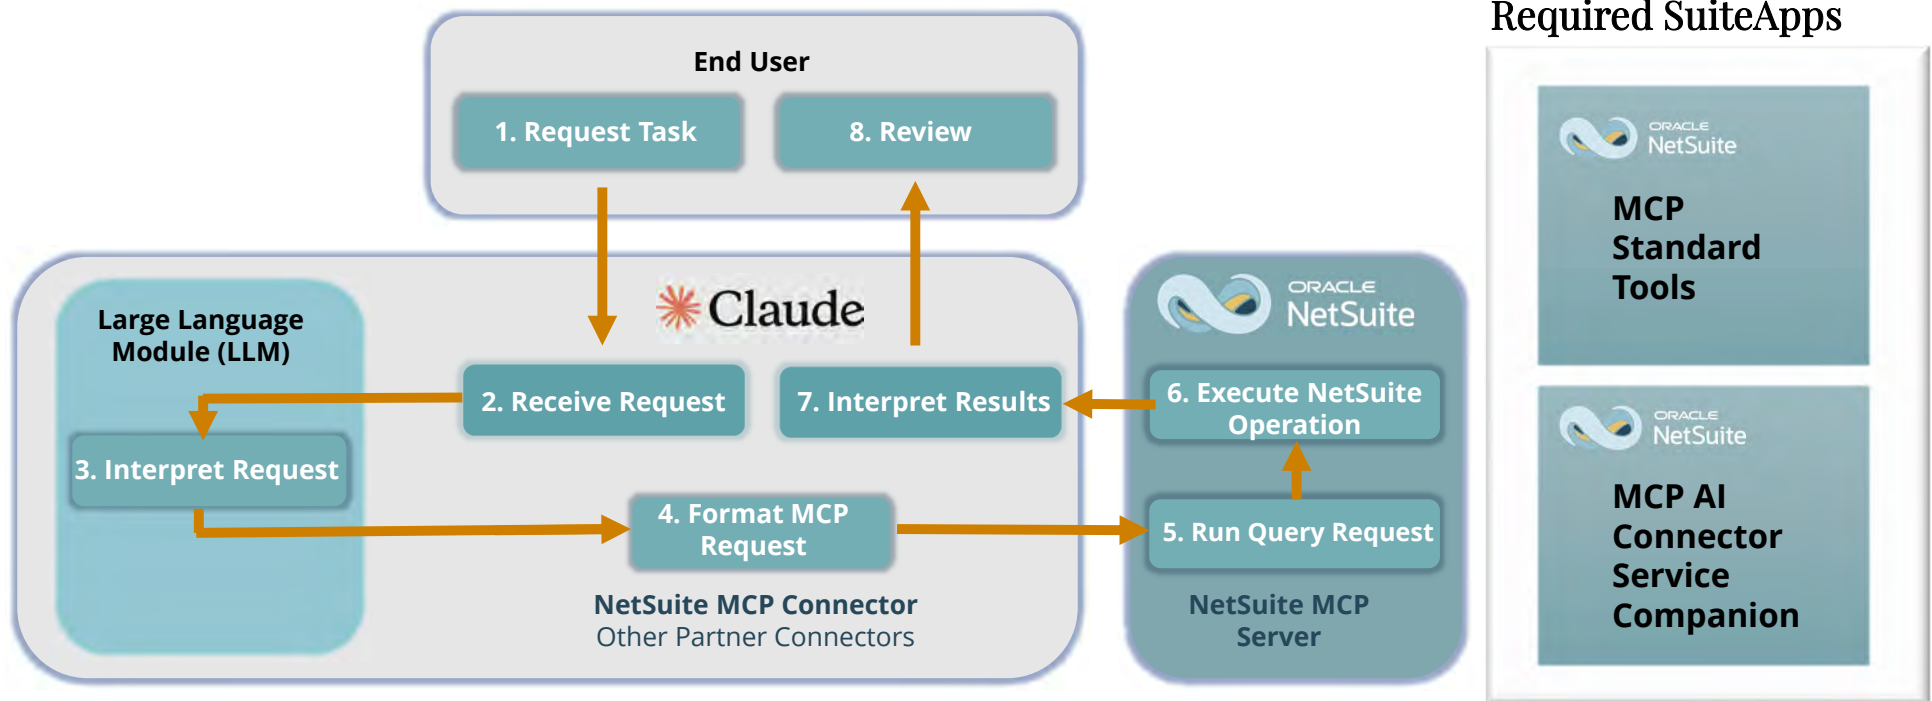 Required SuiteApps
End User
1. Request Task
8. Review
Claude
Large Language
Module (LLM)
2. Receive Request
7. Interpret Results
3. Interpret Request
4. Format MCP
Request
NetSuite MCP Connector
Other Partner Connectors
ORACLE
NetSuite
6. Execute NetSuite
Operation
5. Run Query Request
NetSuite MCP
Server
ORACLE
NetSuite
MCP
Standard
Tools
ORACLE
NetSuite
MCP AI
Connector
Service
Companion